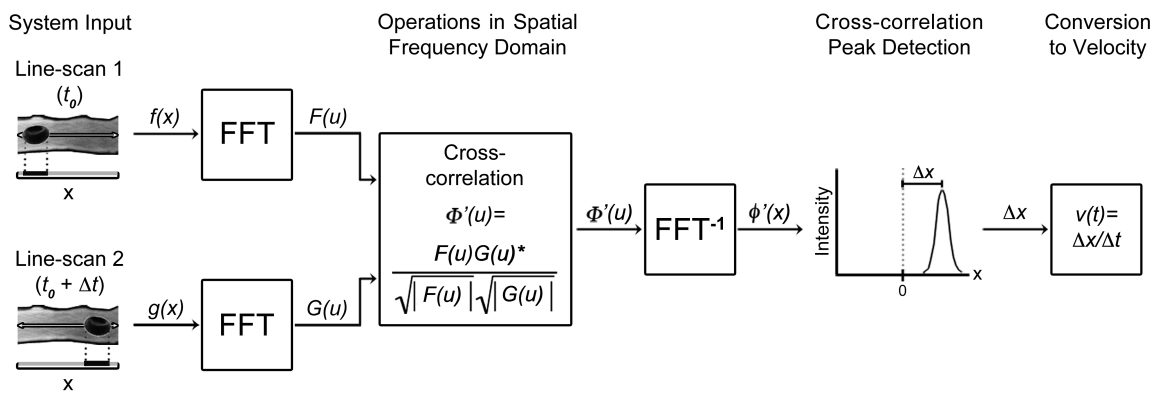 System Input
Operations in Spatial
Frequency Domain
Cross-correlation
Peak Detection
Conversion
to Velocity
Line-scan 1
(t0)
f(x)
FFT
F(u)
x
Line-scan 2
(t0 + Δt)
g(x)
FFT
G(u)
x
Cross-
correlation
Φ'(u)=
F(u)G(u)*
√| F(u) | √| G(u) |
Φ'(u)
FFT-1
ϕ'(x)
Intensity
Δx
x
0
Δx
v(t)=
Δx/Δt